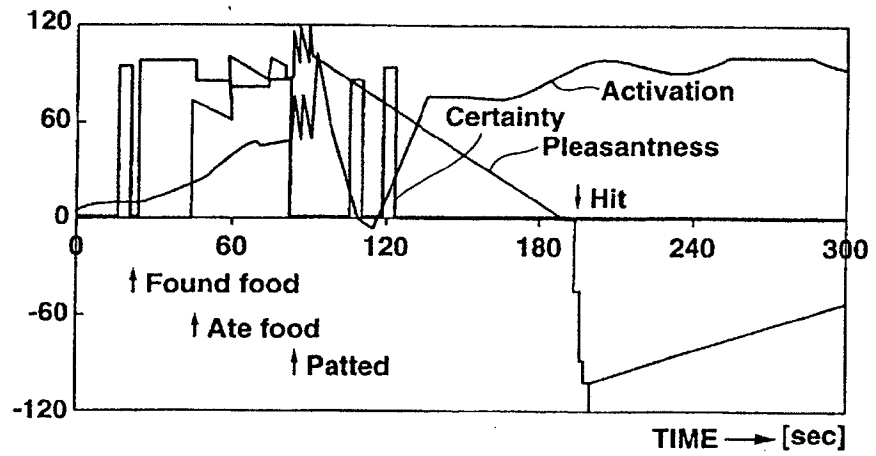 120
60
0
-60
-120
0
60
120
180
240
300
Activation
Certainty
Pleasantness
↓ Hit
↑ Found food
↑ Ate food
↑ Patted
TIME → [sec]